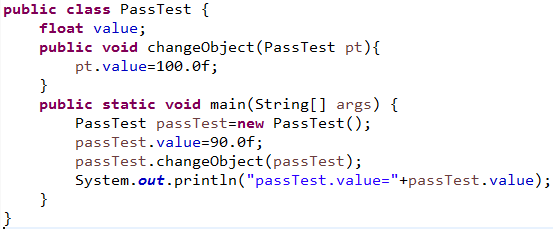 public class PassTest {
float value;
public void changeObject(PassTest pt){
pt.value=100.0f;
}
public static void main(String[] args) {
PassTest passTest=new PassTest();
passTest.value=90.0f;
passTest.changeObject(passTest);
System.out.println("passTest.value="+passTest.value);
}
}